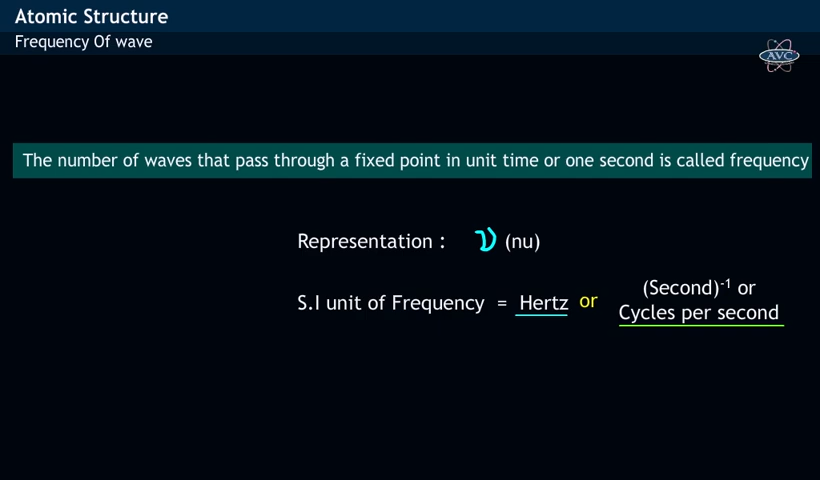 Atomic Structure
Frequency Of wave
AVC
The number of waves that pass through a fixed point in unit time or one second is called frequency
Representation : ν (nu)
S.I unit of Frequency = Hertz or (Second)⁻¹ or
Cycles per second